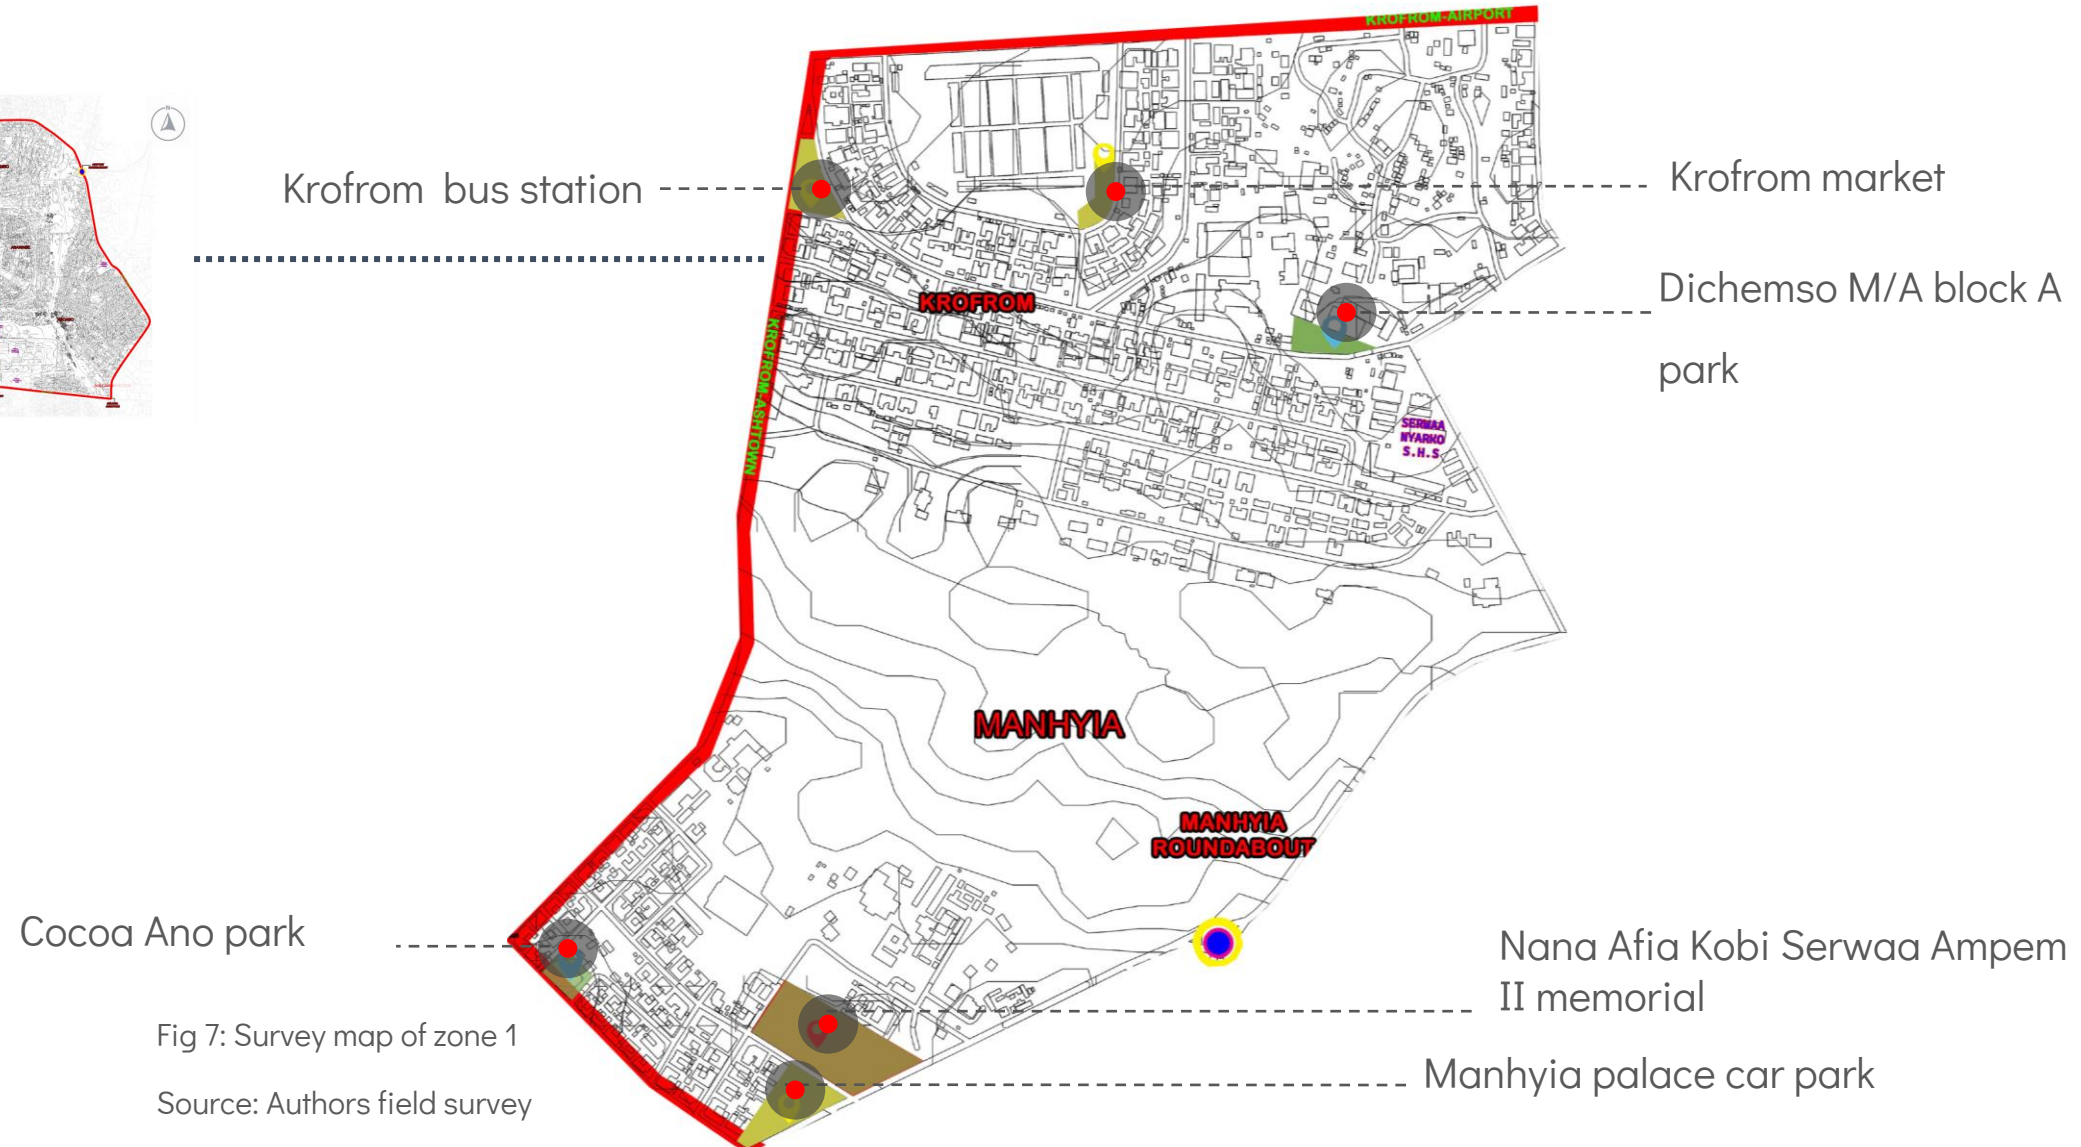 KROFROM-AIRPORT
N
Krofrom bus station
Krofrom market
Dichemso M/A block A
park
KROFROM
KROFROM-ASHTOWN
SERWAA
NYARKO
S.H.S
MANHYIA
MANHYIA
ROUNDABOUT
Cocoa Ano park
Nana Afia Kobi Serwaa Ampem
II memorial
Fig 7: Survey map of zone 1
Manhyia palace car park
Source: Authors field survey